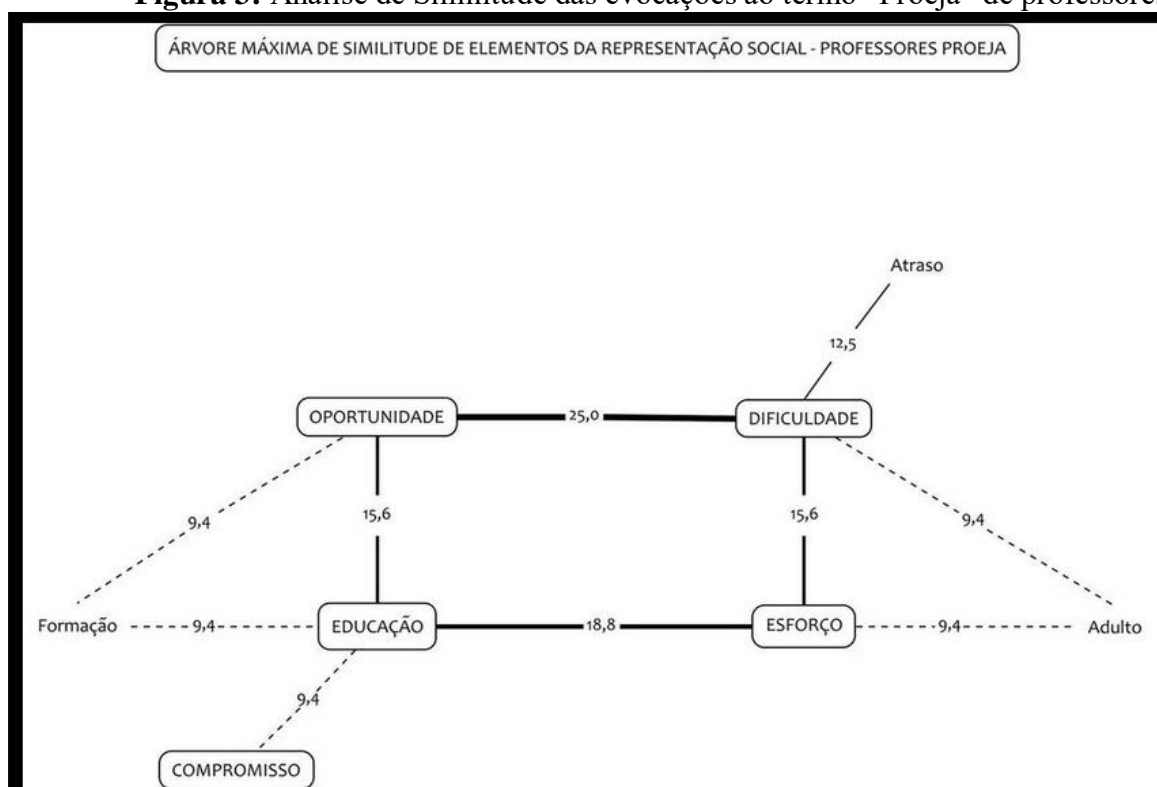 Figura 3: Análise de Similitude das evocações ao termo "Proeja" de professores
ÁRVORE MÁXIMA DE SIMILITUDE DE ELEMENTOS DA REPRESENTAÇÃO SOCIAL - PROFESSORES PROEJA
Atraso
12,5
OPORTUNIDADE 25,0 DIFICULDADE
9,4 15,6 15,6 9,4
Formação 9,4 EDUCAÇÃO 18,8 ESFORÇO 9,4 Adulto
9,4
COMPROMISSO